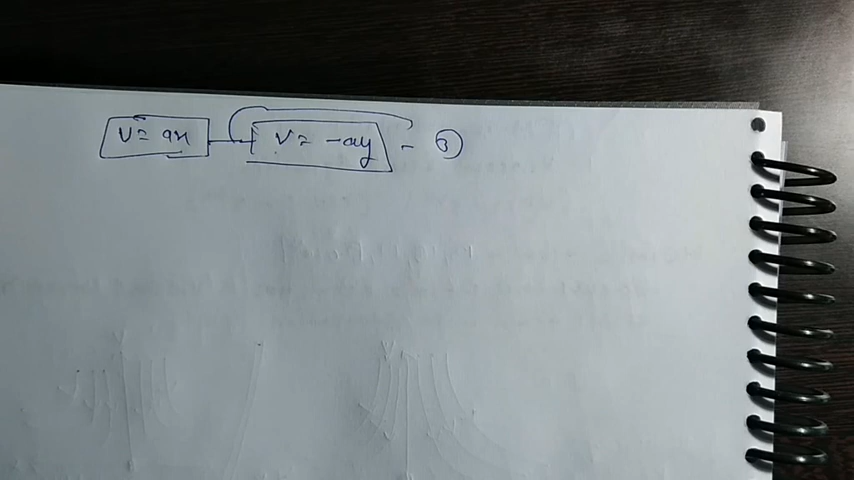 U = ax V = -ay - ③